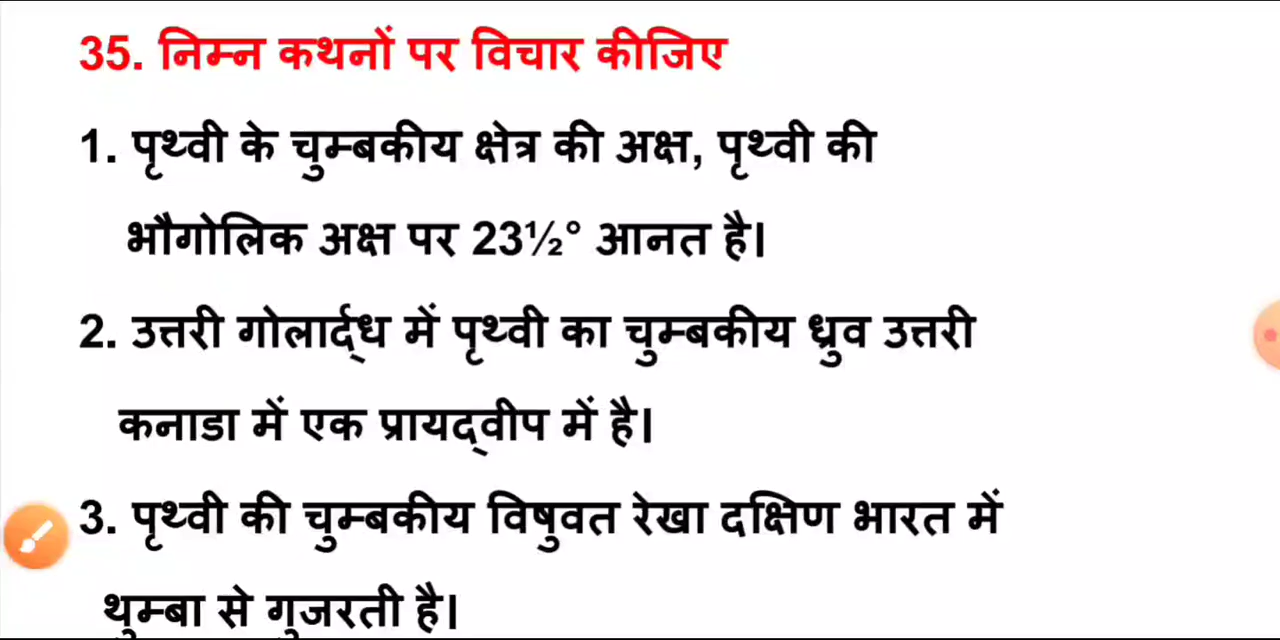 35. निम्न कथनों पर विचार कीजिए
1. पृथ्वी के चुम्बकीय क्षेत्र की अक्ष, पृथ्वी की
भौगोलिक अक्ष पर 23½° आनत है।
2. उत्तरी गोलार्द्ध में पृथ्वी का चुम्बकीय ध्रुव उत्तरी
कनाडा में एक प्रायद्वीप में है।
3. पृथ्वी की चुम्बकीय विषुवत रेखा दक्षिण भारत में
थुम्बा से गुजरती है।